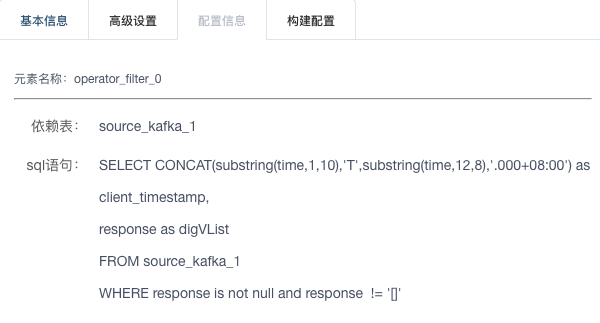 基本信息 高级设置 配置信息 构建配置
元素名称：operator_filter_0
依赖表： source_kafka_1
sql语句： SELECT CONCAT(substring(time,1,10),'T',substring(time,12,8),'.000+08:00') as
client_timestamp,
response as digVList
FROM source_kafka_1
WHERE response is not null and response  != '[]'